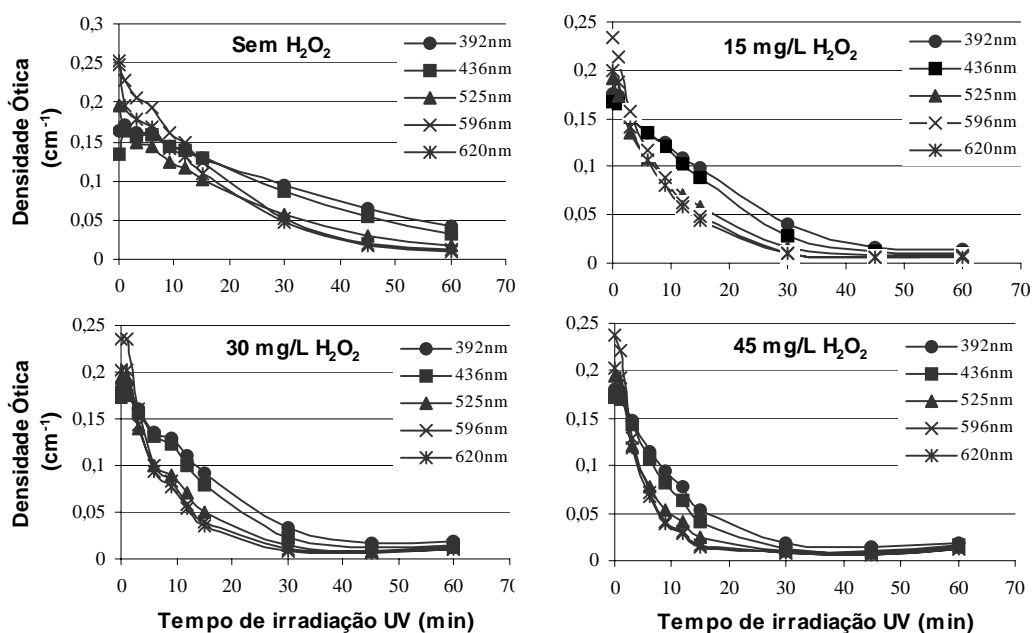 Sem H₂O₂
392nm
436nm
525nm
596nm
620nm
0,3
0,25
0,2
0,15
0,1
0,05
0
0 10 20 30 40 50 60 70
Densidade Ótica
(cm⁻¹)
15 mg/L H₂O₂
392nm
436nm
525nm
596nm
620nm
0,25
0,2
0,15
0,1
0,05
0
0 10 20 30 40 50 60 70
30 mg/L H₂O₂
392nm
436nm
525nm
596nm
620nm
0,25
0,2
0,15
0,1
0,05
0
0 10 20 30 40 50 60
Densidade Ótica
(cm⁻¹)
Tempo de irradiação UV (min)
45 mg/L H₂O₂
392nm
436nm
525nm
596nm
620nm
0,25
0,2
0,15
0,1
0,05
0
0 10 20 30 40 50 60 70
Tempo de irradiação UV (min)